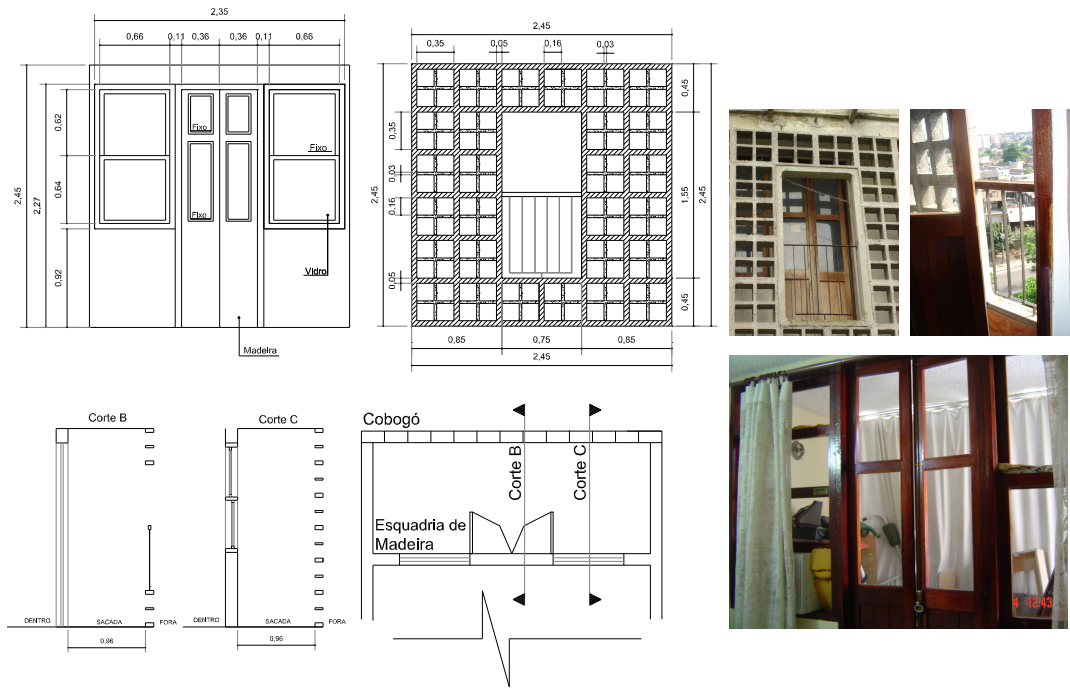 2,35
0,66 0,11 0,36 0,36 0,11 0,66
2,45
2,27
0,62
0,64
0,92
Fixo
Fixo
Fixo
Vidro
Madeira
2,45
0,35 0,05 0,16 0,03
2,45
0,35
0,03
0,16
0,05
0,45
1,55
0,45
2,45
0,85 0,75 0,85
2,45
Corte B
DENTRO SACADA FORA
0,96
Corte C
DENTRO SACADA FORA
0,96
Cobogó
Corte B
Corte C
Esquadria de
Madeira
4 12:43